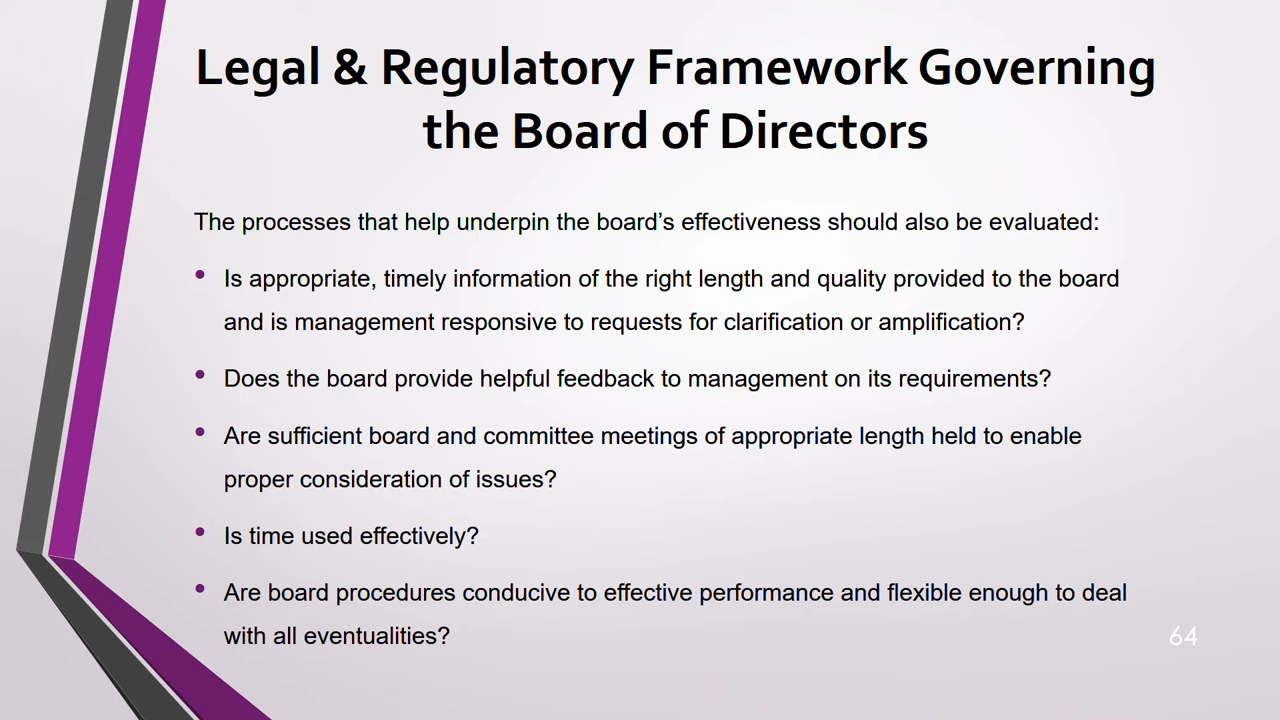 Legal & Regulatory Framework Governing
the Board of Directors
The processes that help underpin the board’s effectiveness should also be evaluated:
• Is appropriate, timely information of the right length and quality provided to the board
and is management responsive to requests for clarification or amplification?
• Does the board provide helpful feedback to management on its requirements?
• Are sufficient board and committee meetings of appropriate length held to enable
proper consideration of issues?
• Is time used effectively?
• Are board procedures conducive to effective performance and flexible enough to deal
with all eventualities?
64